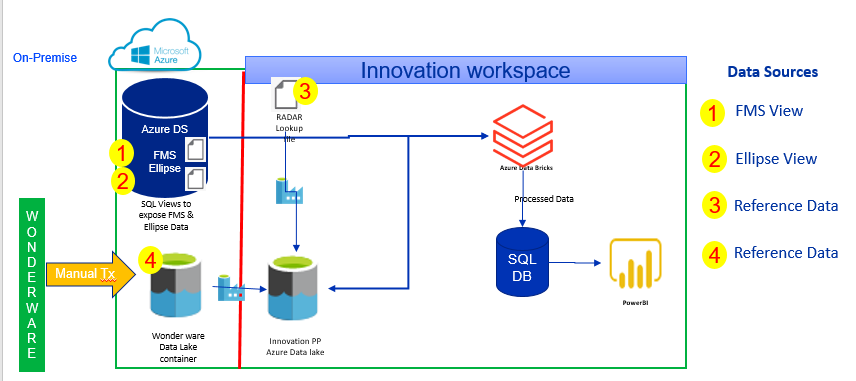 On-Premise
Microsoft
Azure
Innovation workspace
Data Sources
3
RADAR
Lookup
file
1
FMS View
Azure DS
1
FMS
Ellipse
2
2
Ellipse View
Azure Data Bricks
SQL Views to
expose FMS &
Ellipse Data
Processed Data
3
Reference Data
WONDERWARE
Manual Tx
4
SQL
DB
4
Reference Data
PowerBI
Wonder ware
Data Lake
container
Innovation PP
Azure Data lake